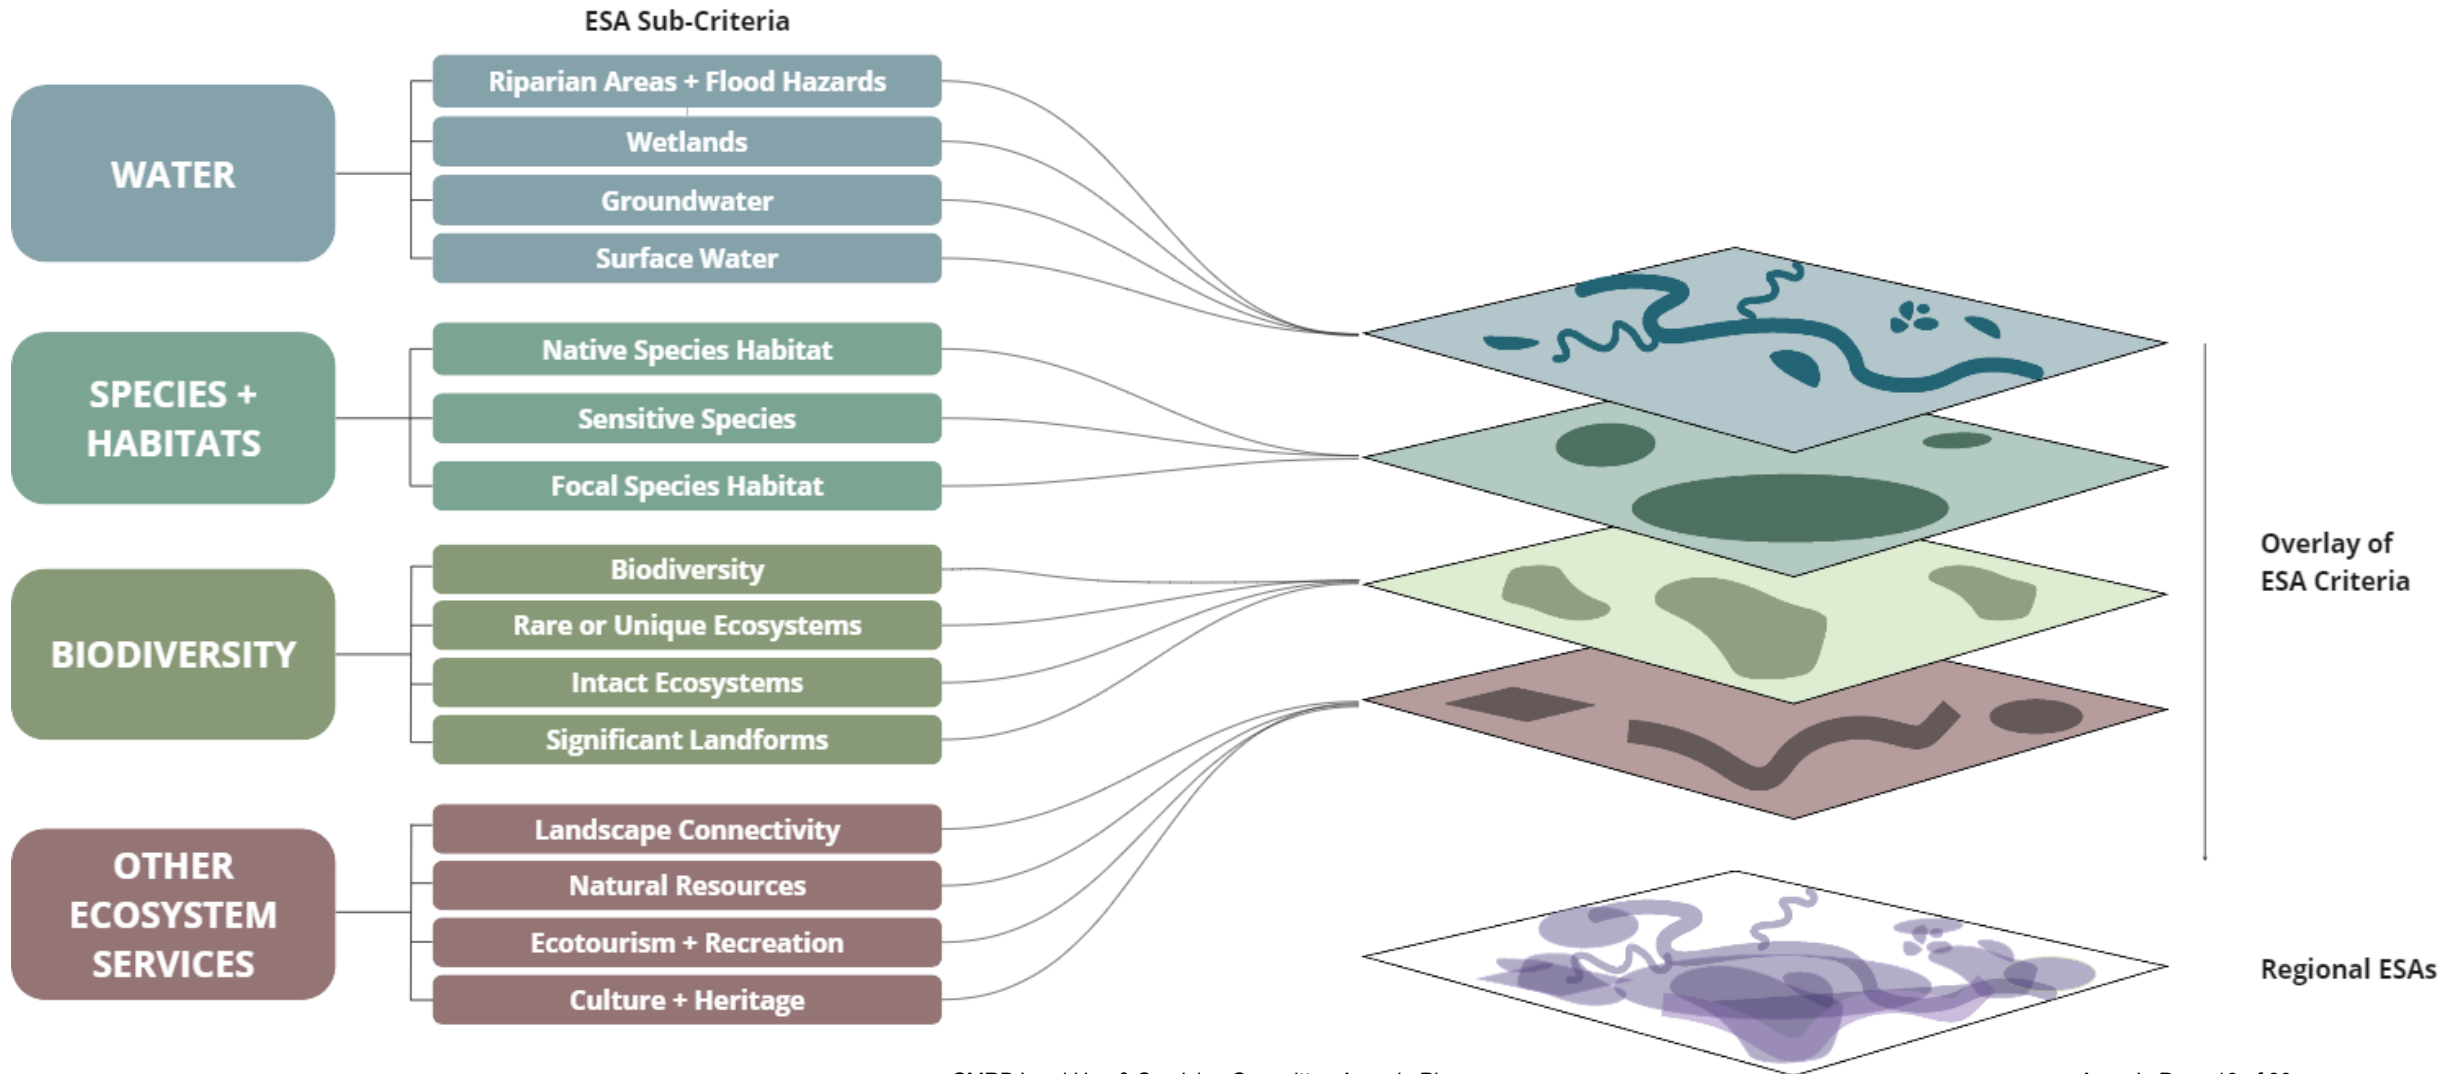 ESA Sub-Criteria
WATER
Riparian Areas + Flood Hazards
Wetlands
Groundwater
Surface Water
SPECIES +
HABITATS
Native Species Habitat
Sensitive Species
Focal Species Habitat
BIODIVERSITY
Biodiversity
Rare or Unique Ecosystems
Intact Ecosystems
Significant Landforms
OTHER
ECOSYSTEM
SERVICES
Landscape Connectivity
Natural Resources
Ecotourism + Recreation
Culture + Heritage
Overlay of
ESA Criteria
Regional ESAs